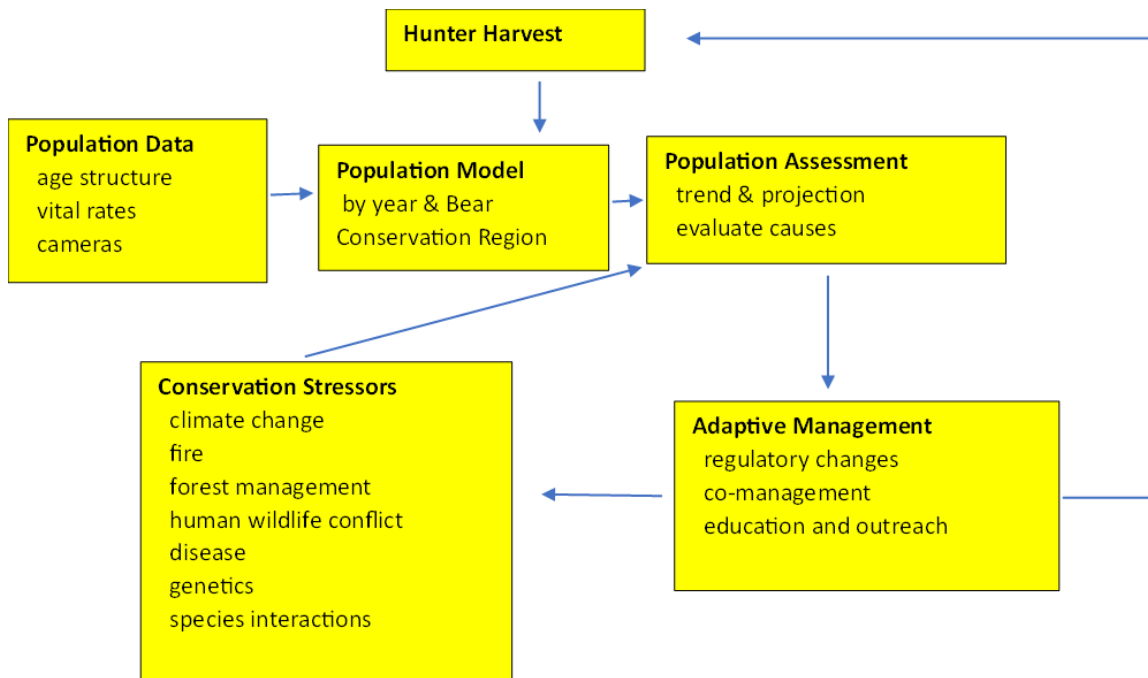 Hunter Harvest
Population Data
age structure
vital rates
cameras
Population Model
by year & Bear
Conservation Region
Population Assessment
trend & projection
evaluate causes
Conservation Stressors
climate change
fire
forest management
human wildlife conflict
disease
genetics
species interactions
Adaptive Management
regulatory changes
co-management
education and outreach